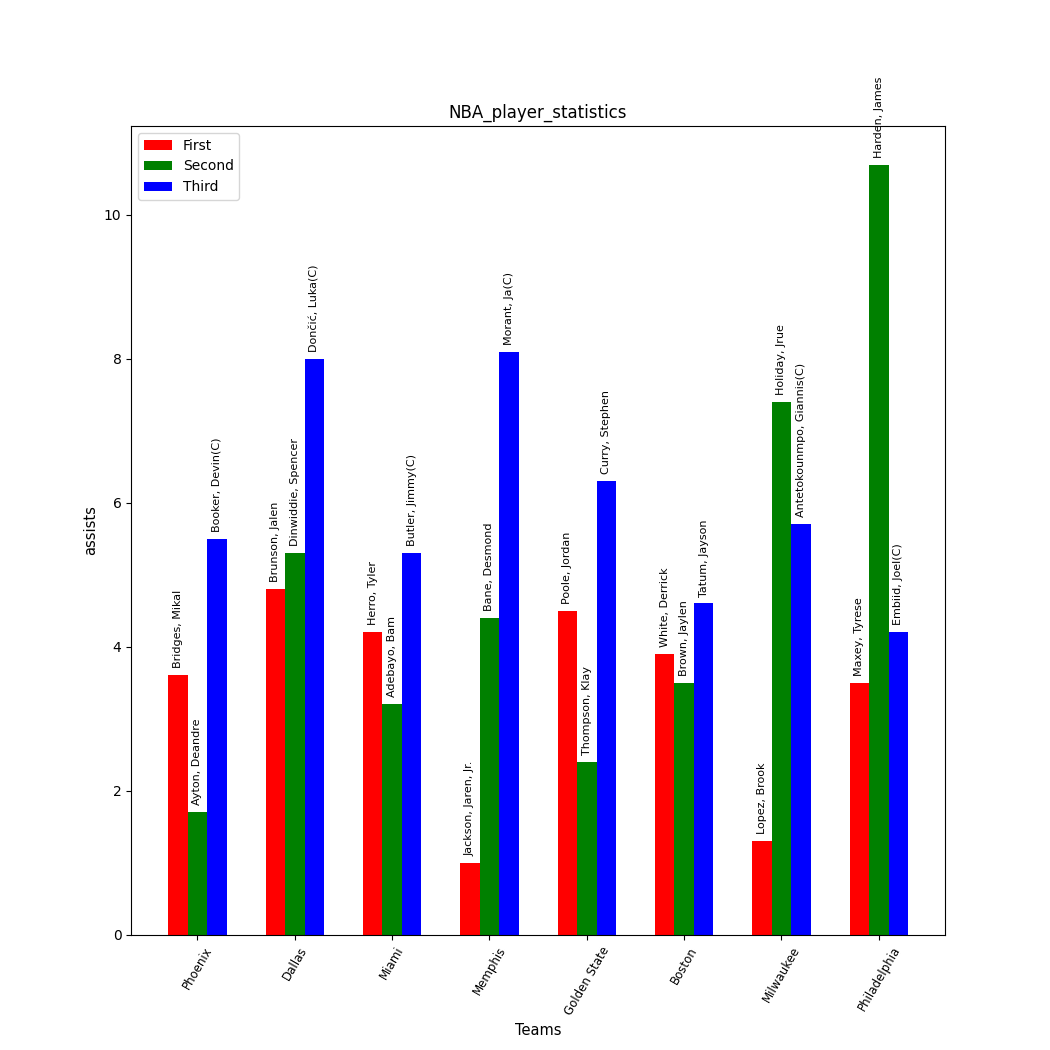 NBA_player_statistics
First
Second
Third
assists
10
8
6
4
2
0
Bridges, Mikal
Ayton, Deandre
Booker, Devin(C)
Brunson, Jalen
Dinwiddie, Spencer
Dončić, Luka(C)
Herro, Tyler
Adebayo, Bam
Butler, Jimmy(C)
Jackson, Jaren, Jr.
Bane, Desmond
Morant, Ja(C)
Poole, Jordan
Thompson, Klay
Curry, Stephen
White, Derrick
Brown, Jaylen
Tatum, Jayson
Lopez, Brook
Holiday, Jrue
Antetokounmpo, Giannis(C)
Maxey, Tyrese
Harden, James
Embiid, Joel(C)
Phoenix
Dallas
Miami
Memphis
Golden State
Boston
Milwaukee
Philadelphia
Teams